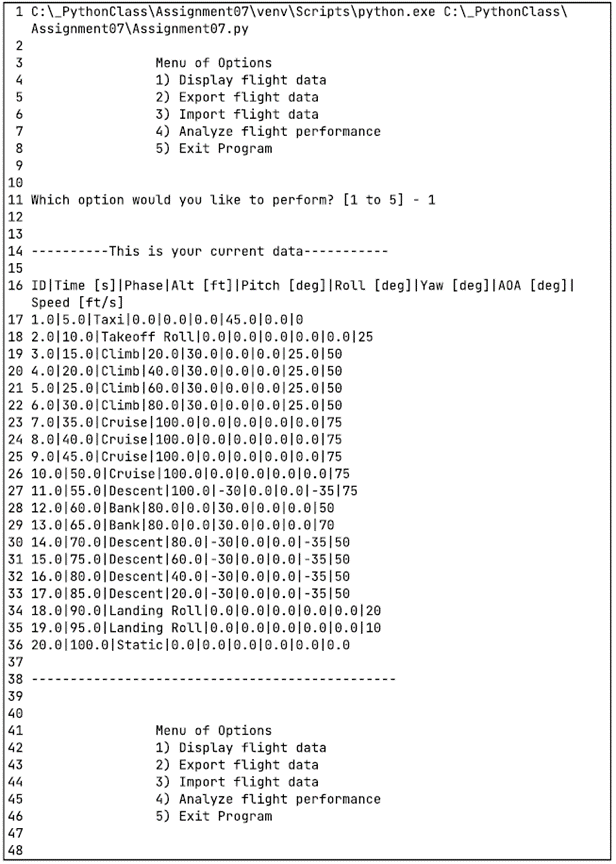 1 C:\_PythonClass\Assignment07\venv\Scripts\python.exe C:\_PythonClass\
Assignment07\Assignment07.py
2
3 Menu of Options
4 1) Display flight data
5 2) Export flight data
6 3) Import flight data
7 4) Analyze flight performance
8 5) Exit Program
9
10
11 Which option would you like to perform? [1 to 5] - 1
12
13
14 ----------This is your current data-----------
15
16 ID|Time [s]|Phase|Alt [ft]|Pitch [deg]|Roll [deg]|Yaw [deg]|AOA [deg]|
Speed [ft/s]
17 1.0|5.0|Taxi|0.0|0.0|0.0|45.0|0.0|0
18 2.0|10.0|Takeoff Roll|0.0|0.0|0.0|0.0|0.0|25
19 3.0|15.0|Climb|20.0|30.0|0.0|0.0|25.0|50
20 4.0|20.0|Climb|40.0|30.0|0.0|0.0|25.0|50
21 5.0|25.0|Climb|60.0|30.0|0.0|0.0|25.0|50
22 6.0|30.0|Climb|80.0|30.0|0.0|0.0|25.0|50
23 7.0|35.0|Cruise|100.0|0.0|0.0|0.0|0.0|75
24 8.0|40.0|Cruise|100.0|0.0|0.0|0.0|0.0|75
25 9.0|45.0|Cruise|100.0|0.0|0.0|0.0|0.0|75
26 10.0|50.0|Cruise|100.0|0.0|0.0|0.0|0.0|75
27 11.0|55.0|Descent|100.0|-30|0.0|0.0|-35|75
28 12.0|60.0|Bank|80.0|0.0|30.0|0.0|0.0|50
29 13.0|65.0|Bank|80.0|0.0|30.0|0.0|0.0|70
30 14.0|70.0|Descent|80.0|-30|0.0|0.0|-35|50
31 15.0|75.0|Descent|60.0|-30|0.0|0.0|-35|50
32 16.0|80.0|Descent|40.0|-30|0.0|0.0|-35|50
33 17.0|85.0|Descent|20.0|-30|0.0|0.0|-35|50
34 18.0|90.0|Landing Roll|0.0|0.0|0.0|0.0|0.0|20
35 19.0|95.0|Landing Roll|0.0|0.0|0.0|0.0|0.0|10
36 20.0|100.0|Static|0.0|0.0|0.0|0.0|0.0|0.0
37
38 -----------------------------------------------
39
40
41 Menu of Options
42 1) Display flight data
43 2) Export flight data
44 3) Import flight data
45 4) Analyze flight performance
46 5) Exit Program
47
48